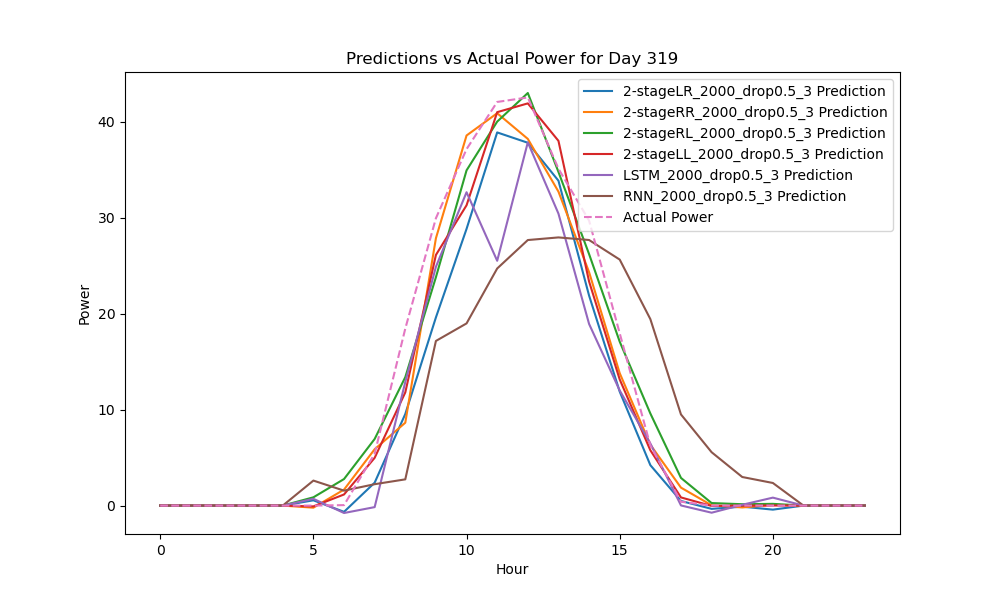 Predictions vs Actual Power for Day 319
2-stageLR_2000_drop0.5_3 Prediction
2-stageRR_2000_drop0.5_3 Prediction
2-stageRL_2000_drop0.5_3 Prediction
2-stageLL_2000_drop0.5_3 Prediction
LSTM_2000_drop0.5_3 Prediction
RNN_2000_drop0.5_3 Prediction
Actual Power
40
30
20
10
0
Power
0 5 10 15 20
Hour